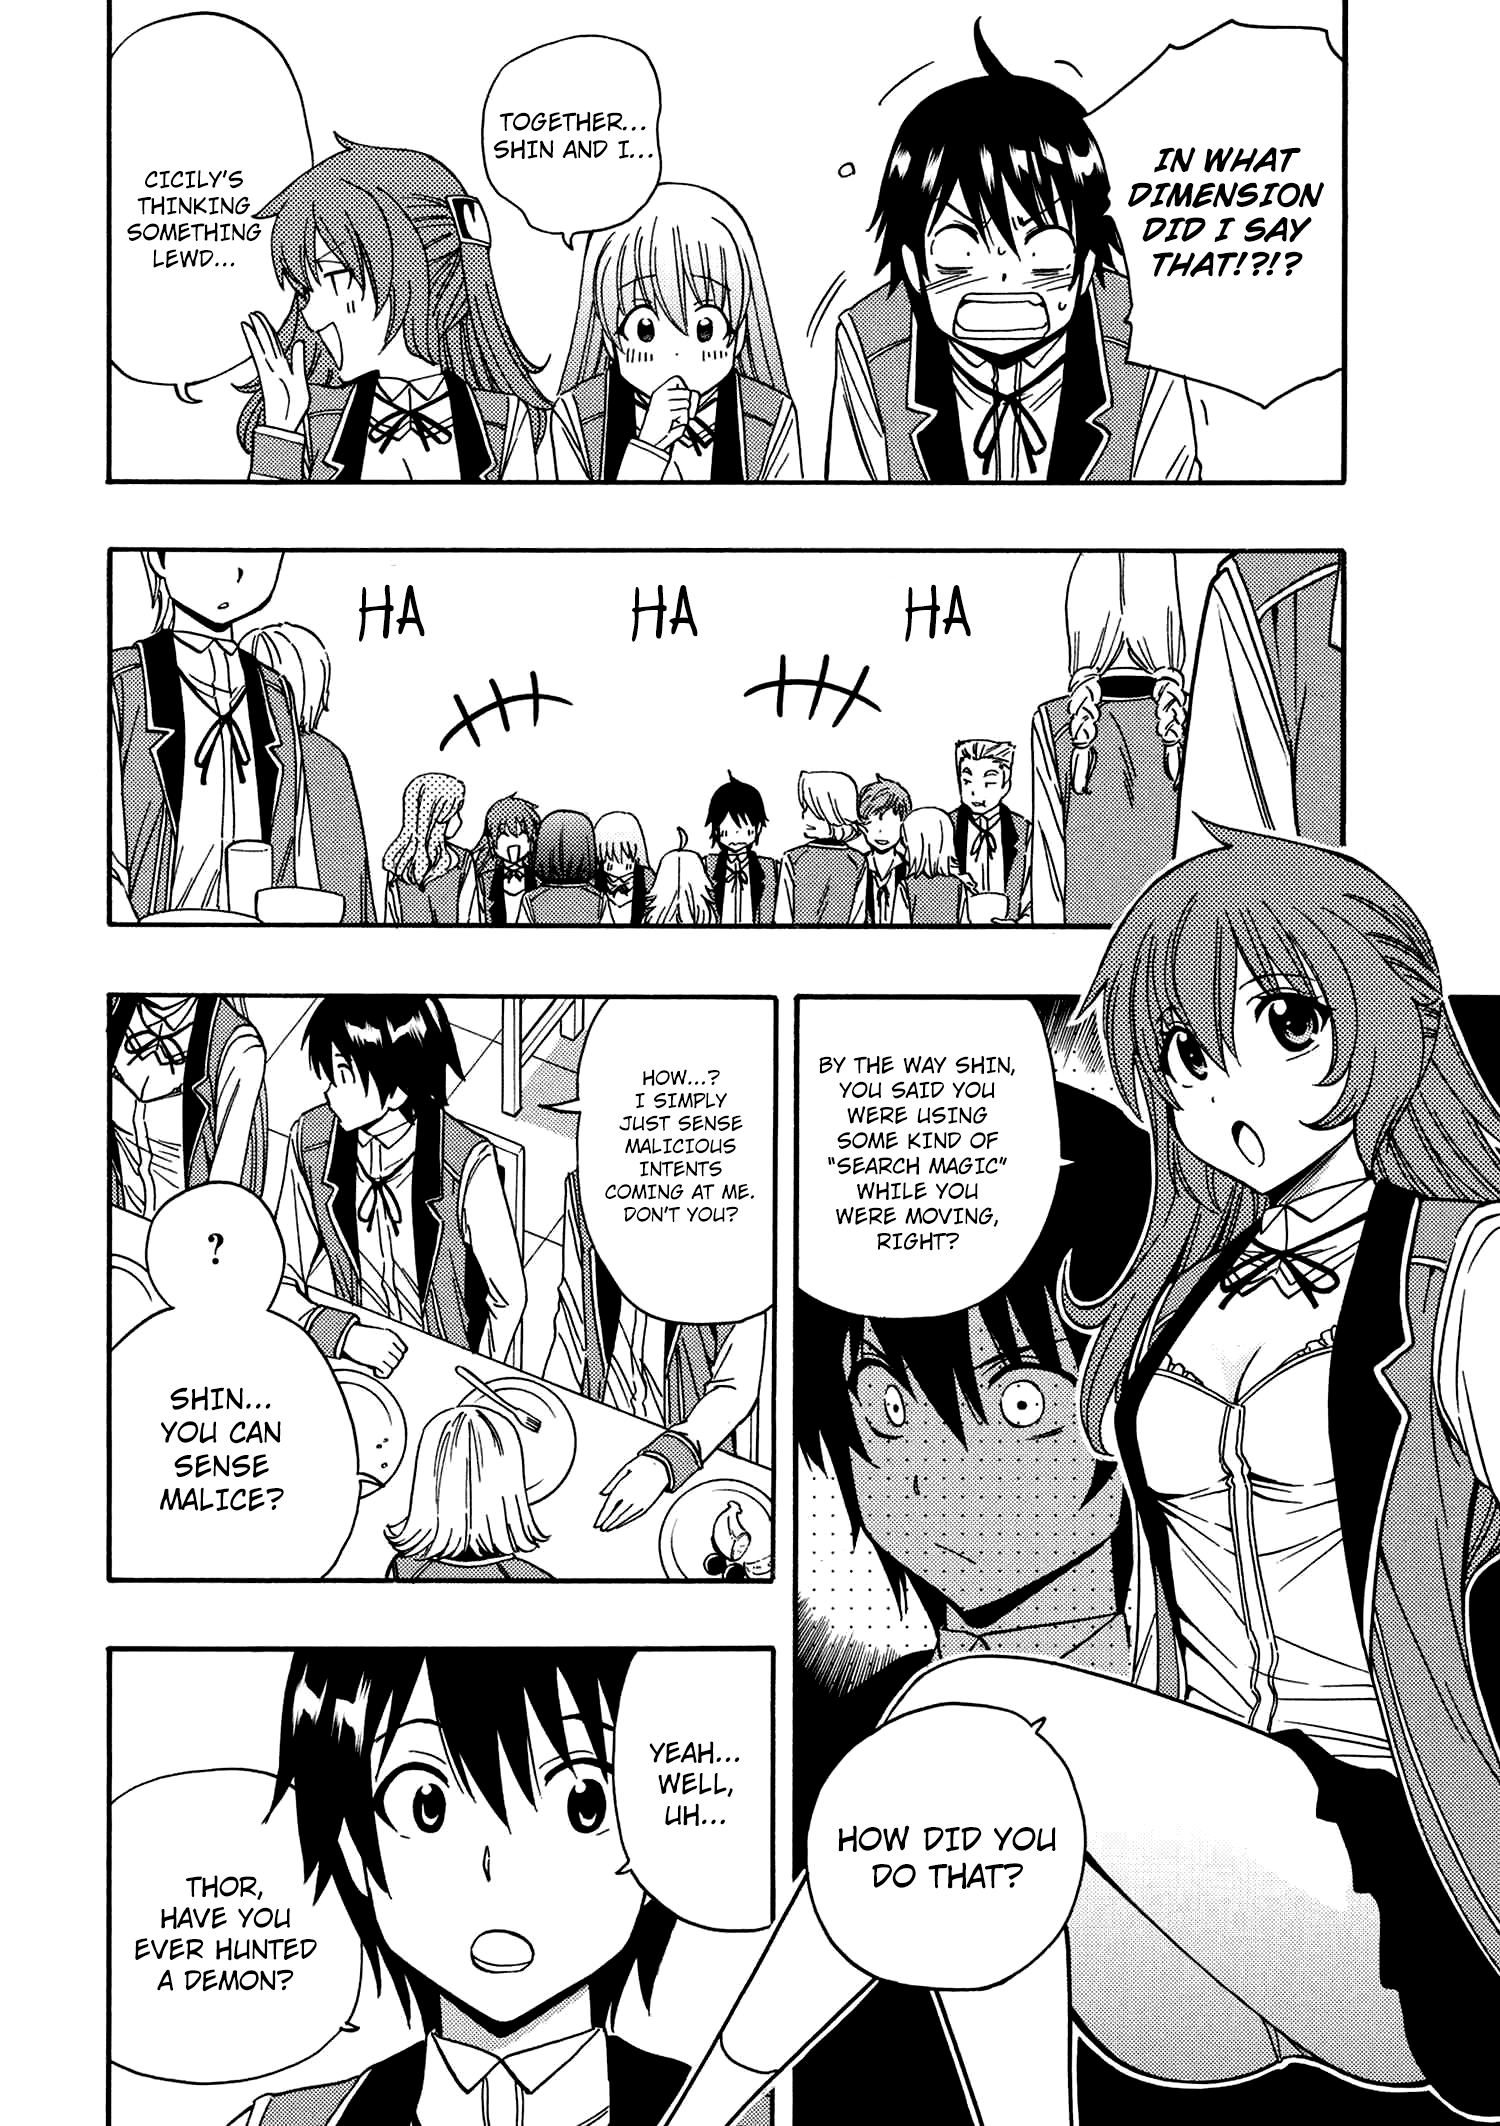 IN WHAT
DIMENSION
DID I SAY
THAT!?!?
TOGETHER...
SHIN AND I...
CICILY'S
THINKING
SOMETHING
LEWD...
HA
HA
HA
BY THE WAY SHIN,
YOU SAID YOU
WERE USING
SOME KIND OF
"SEARCH MAGIC"
WHILE YOU
WERE MOVING,
RIGHT?
HOW DID YOU
DO THAT?
HOW...?
I SIMPLY
JUST SENSE
MALICIOUS
INTENTS
COMING AT ME.
DON'T YOU?
?
SHIN...
YOU CAN
SENSE
MALICE?
YEAH...
WELL,
UH...
THOR,
HAVE YOU
EVER HUNTED
A DEMON?